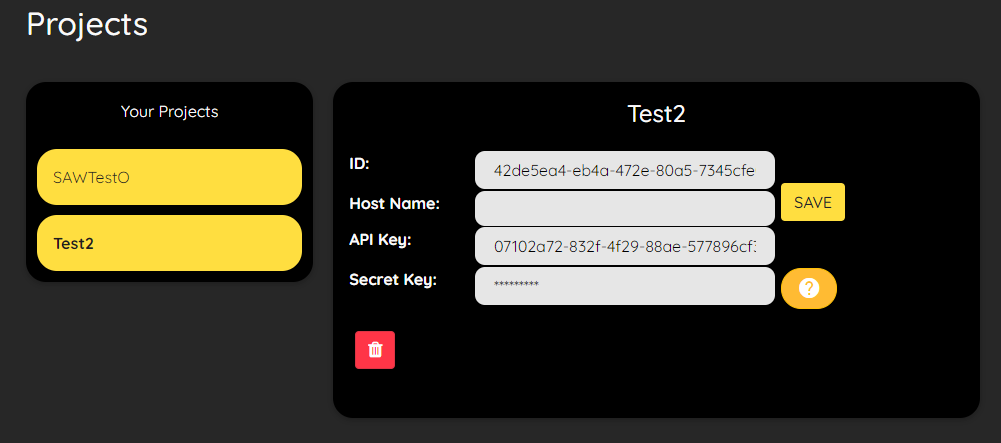 Projects
Your Projects
SAWTestO
Test2
Test2
ID:
42de5ea4-eb4a-472e-80a5-7345cfe
Host Name:
SAVE
API Key:
07102a72-832f-4f29-88ae-577896cf
Secret Key:
*********
?